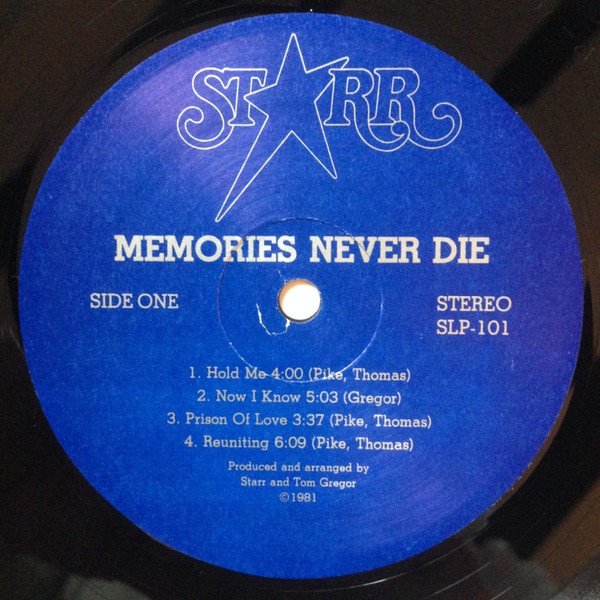 STARR
MEMORIES NEVER DIE
SIDE ONE
STEREO
SLP-101
1. Hold Me 4:00 (Pike, Thomas)
2. Now I Know 5:03 (Gregor)
3. Prison Of Love 3:37 (Pike, Thomas)
4. Reuniting 6:09 (Pike, Thomas)
Produced and arranged by
Starr and Tom Gregor
©1981